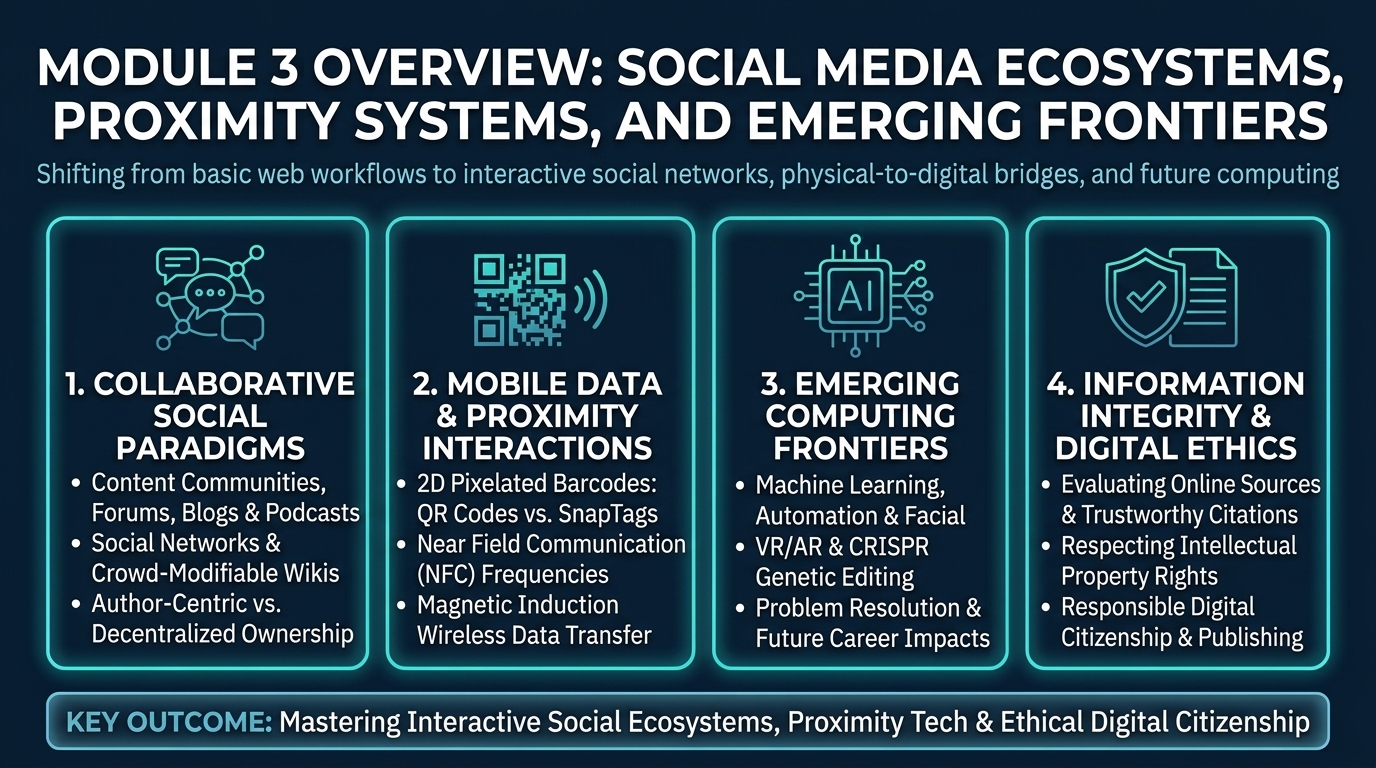 MODULE 3 OVERVIEW: SOCIAL MEDIA ECOSYSTEMS,
PROXIMITY SYSTEMS, AND EMERGING FRONTIERS
Shifting from basic web workflows to interactive social networks, physical-to-digital bridges, and future computing
1. COLLABORATIVE
SOCIAL
PARADIGMS
• Content Communities,
Forums, Blogs & Podcasts
• Social Networks &
Crowd-Modifiable Wikis
• Author-Centric vs.
Decentralized Ownership
2. MOBILE DATA
& PROXIMITY
INTERACTIONS
• 2D Pixelated Barcodes:
QR Codes vs. SnapTags
• Near Field Communication
(NFC) Frequencies
• Magnetic Induction
Wireless Data Transfer
AI
3. EMERGING
COMPUTING
FRONTIERS
• Machine Learning,
Automation & Facial
• VR/AR & CRISPR
Genetic Editing
• Problem Resolution &
Future Career Impacts
4. INFORMATION
INTEGRITY &
DIGITAL ETHICS
• Evaluating Online Sources
& Trustworthy Citations
• Respecting Intellectual
Property Rights
• Responsible Digital
Citizenship & Publishing
KEY OUTCOME: Mastering Interactive Social Ecosystems, Proximity Tech & Ethical Digital Citizenship